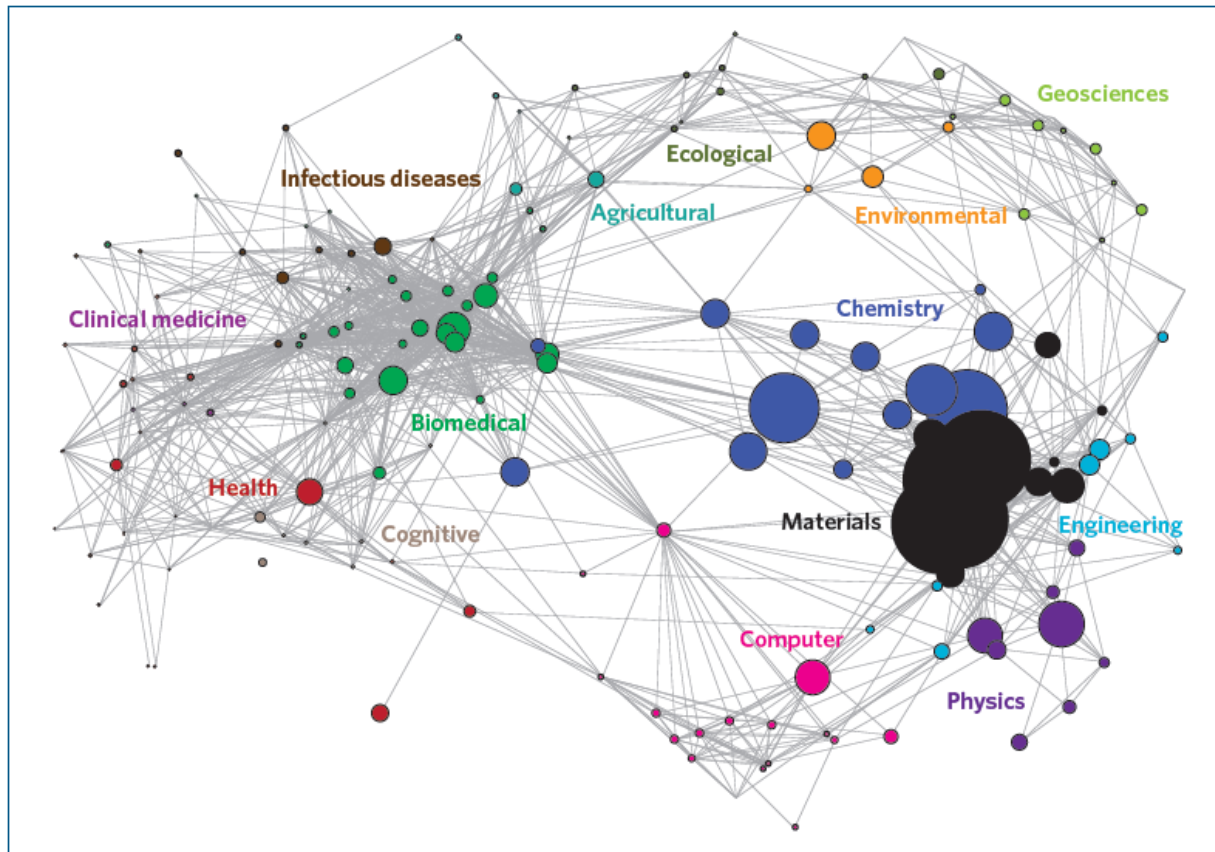 Geosciences
Ecological
Infectious diseases
Agricultural
Environmental
Chemistry
Clinical medicine
Biomedical
Health
Materials
Engineering
Cognitive
Computer
Physics